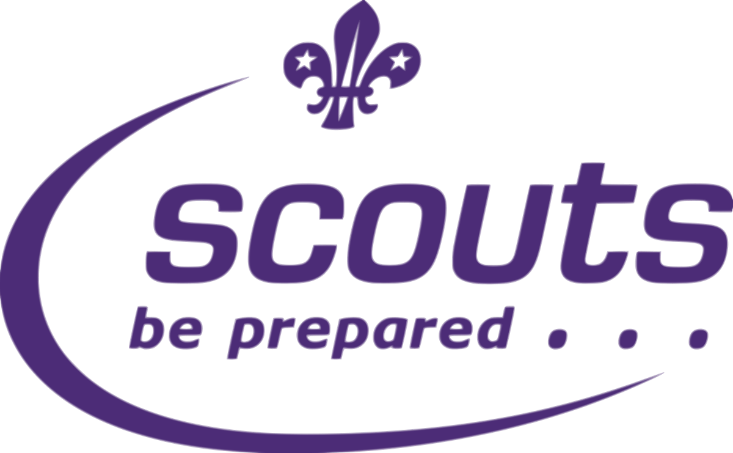 scouts
be prepared . . .